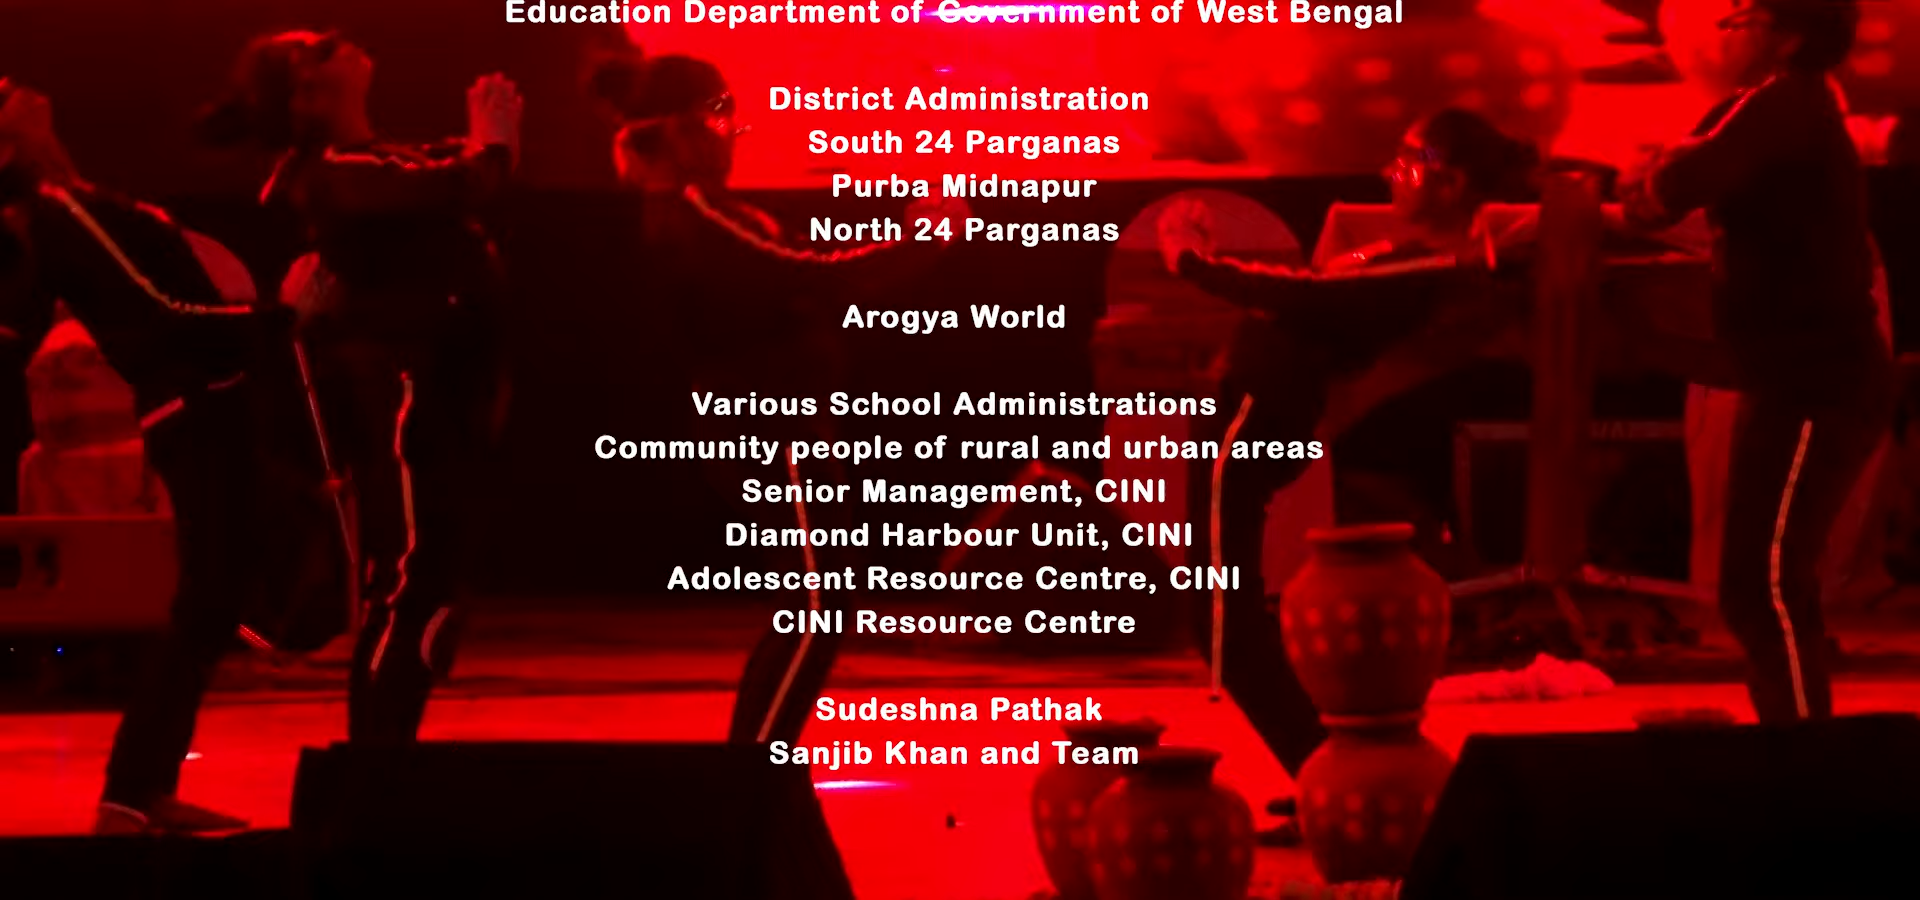 Education Department of Government of West Bengal
District Administration
South 24 Parganas
Purba Midnapur
North 24 Parganas
Arogya World
Various School Administrations
Community people of rural and urban areas
Senior Management, CINI
Diamond Harbour Unit, CINI
Adolescent Resource Centre, CINI
CINI Resource Centre
Sudeshna Pathak
Sanjib Khan and Team